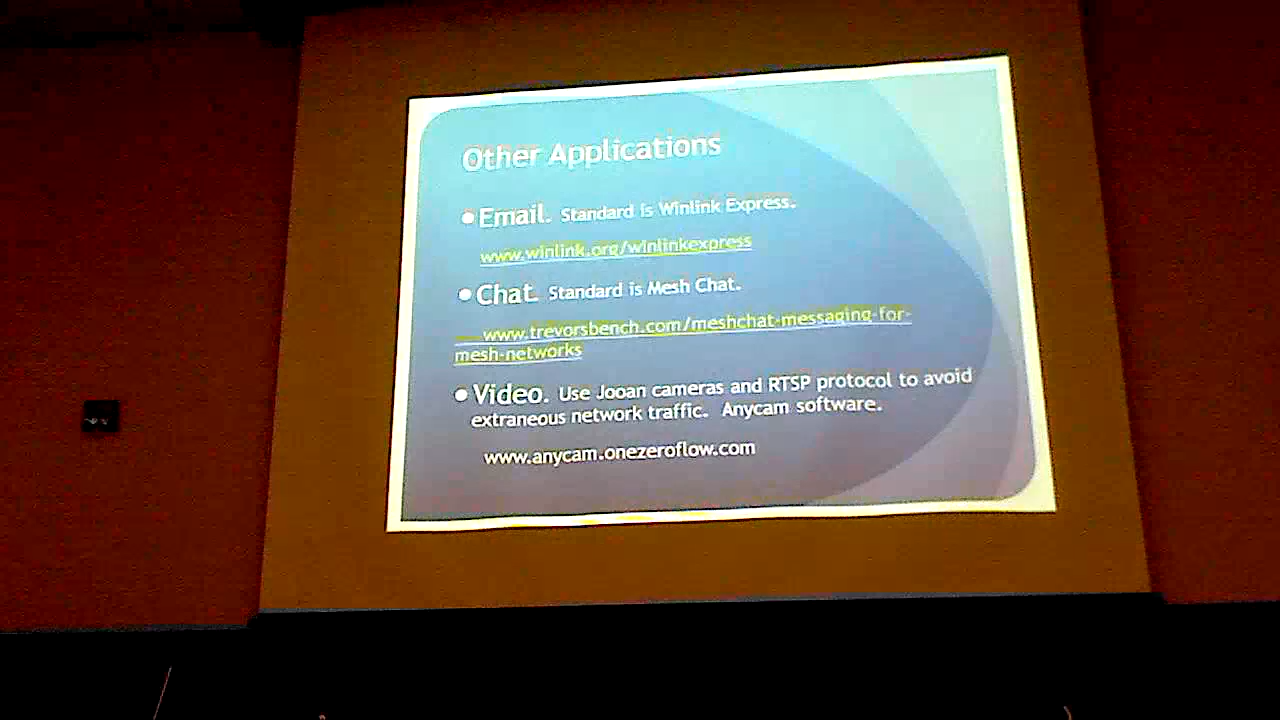 Other Applications
•Email. Standard is Winlink Express.
www.winlink.org/winlinkexpress
•Chat. Standard is Mesh Chat.
www.trevorsbench.com/meshchat-messaging-for-
mesh-networks
•Video. Use Jooan cameras and RTSP protocol to avoid
extraneous network traffic. Anycam software.
www.anycam.onezeroflow.com